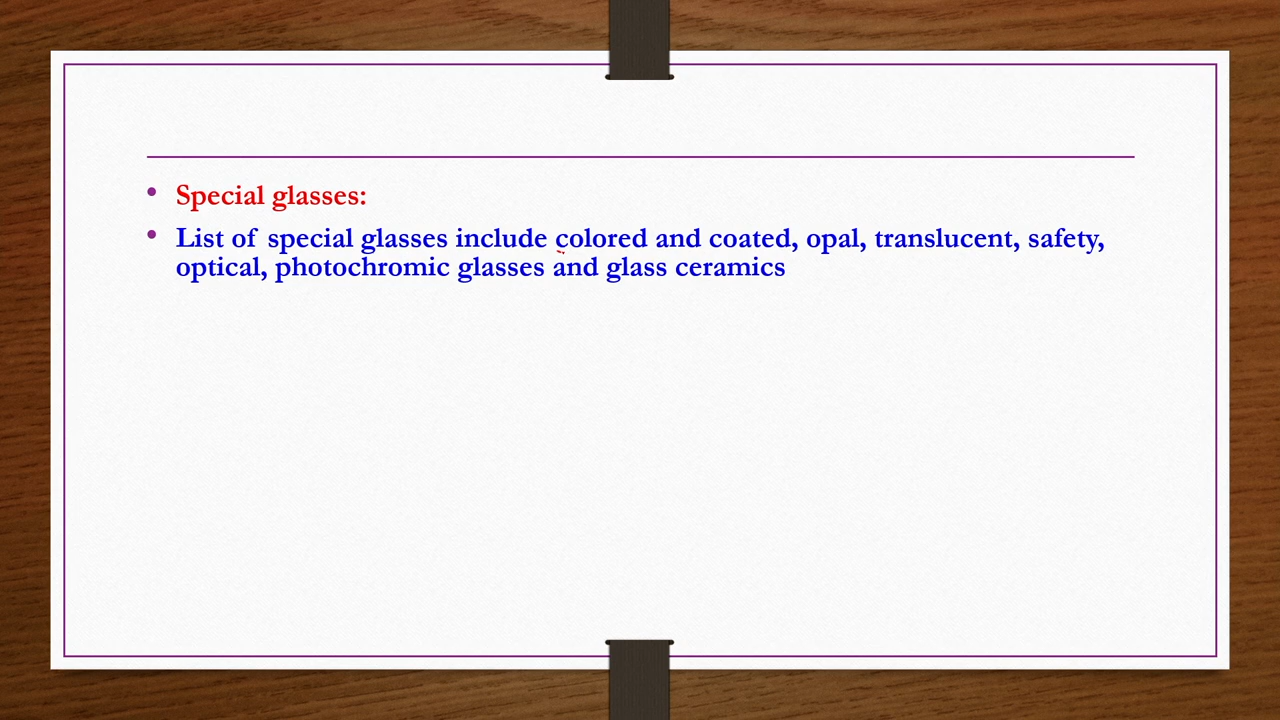 • Special glasses:
• List of special glasses include colored and coated, opal, translucent, safety,
optical, photochromic glasses and glass ceramics